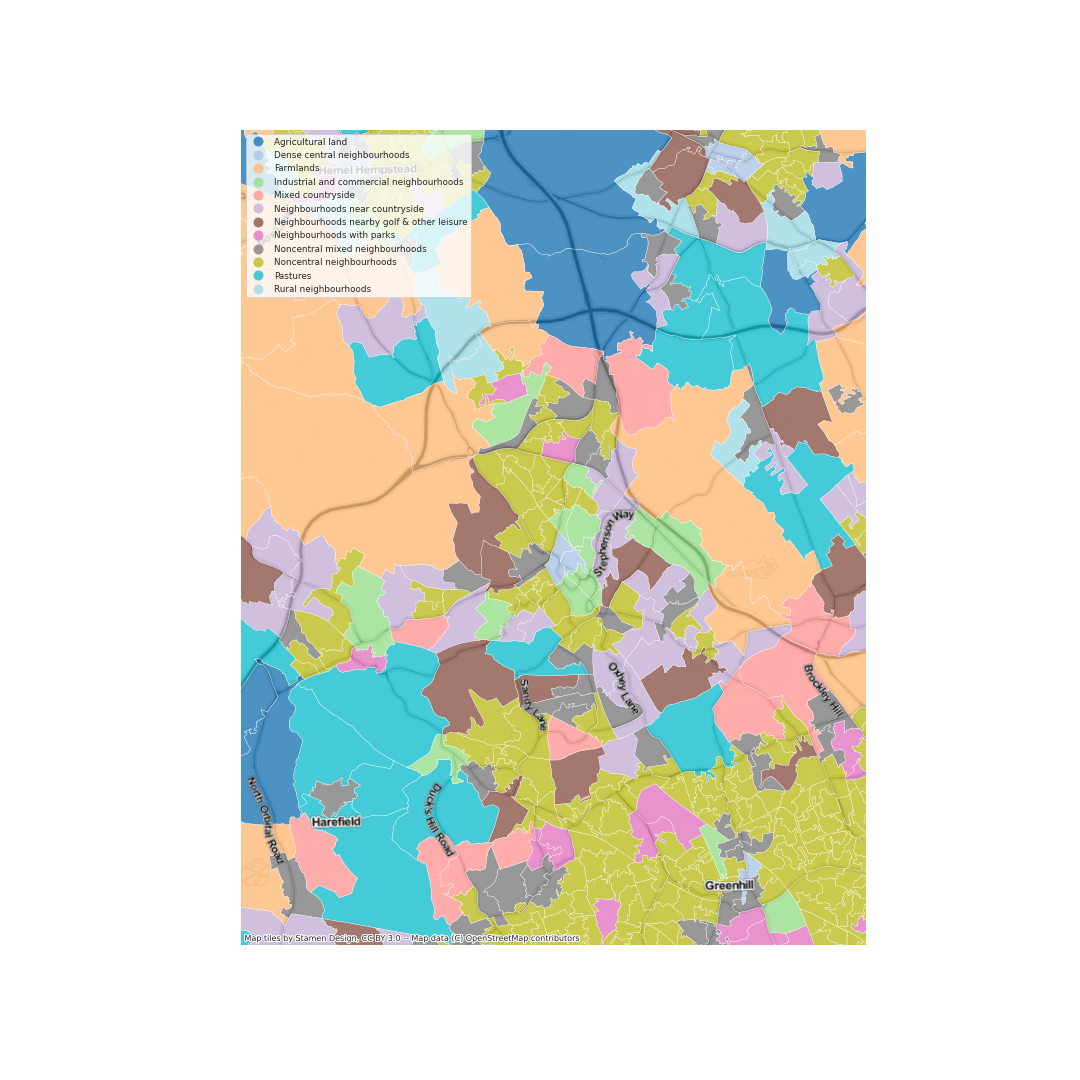 Agricultural land
Dense central neighbourhoods
Farmlands
Hemel Hempstead
Industrial and commercial neighbourhoods
Mixed countryside
Neighbourhoods near countryside
Neighbourhoods nearby golf & other leisure
Neighbourhoods with parks
Noncentral mixed neighbourhoods
Noncentral neighbourhoods
Pastures
Rural neighbourhoods
Stephenson Way
Oxhey Lane
Sandy Lane
Brockley Hill
North Orbital Road
Harefield
Duck's Hill Road
Greenhill
Map tiles by Stamen Design, CC BY 3.0 -- Map data (C) OpenStreetMap contributors